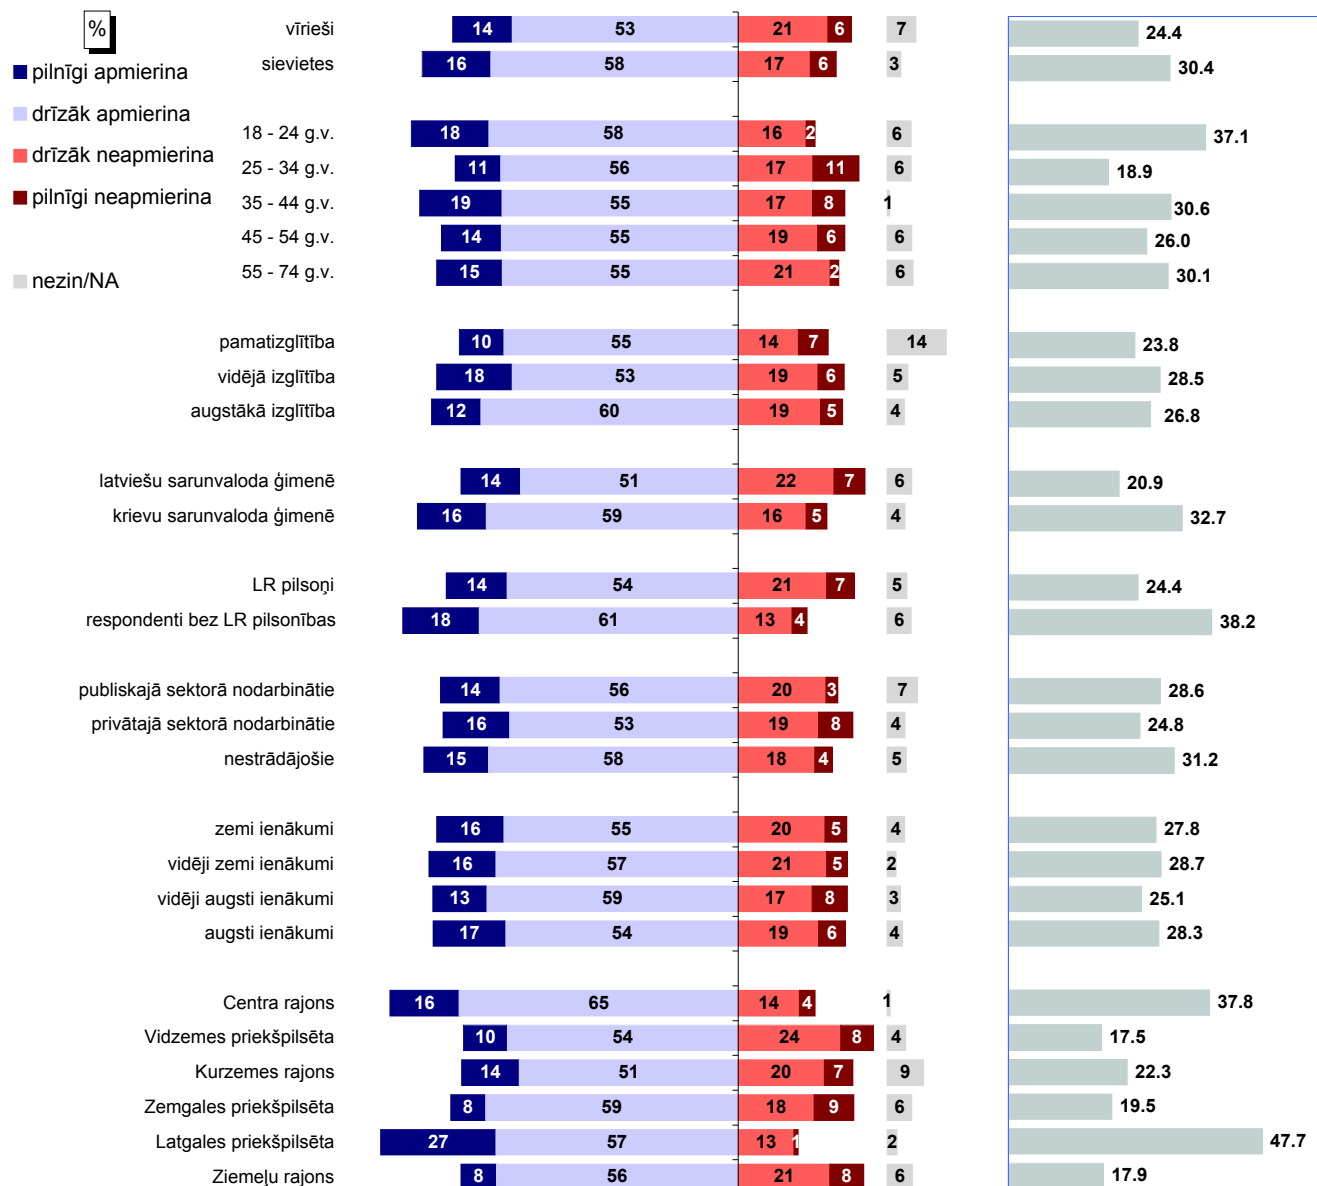 %
pilnīgi apmierina
drīzāk apmierina
drīzāk neapmierina
pilnīgi neapmierina
nezin/NA
vīrieši 14 53 21 6 7 24.4
sievietes 16 58 17 6 3 30.4
18 - 24 g.v. 18 58 16 2 6 37.1
25 - 34 g.v. 11 56 17 11 6 18.9
35 - 44 g.v. 19 55 17 8 1 30.6
45 - 54 g.v. 14 55 19 6 6 26.0
55 - 74 g.v. 15 55 21 2 6 30.1
pamatizglītība 10 55 14 7 14 23.8
vidējā izglītība 18 53 19 6 5 28.5
augstākā izglītība 12 60 19 5 4 26.8
latviešu sarunvaloda ģimenē 14 51 22 7 6 20.9
krievu sarunvaloda ģimenē 16 59 16 5 4 32.7
LR pilsoņi 14 54 21 7 5 24.4
respondenti bez LR pilsonības 18 61 13 4 6 38.2
publiskajā sektorā nodarbinātie 14 56 20 3 7 28.6
privātajā sektorā nodarbinātie 16 53 19 8 4 24.8
nestrādājošie 15 58 18 4 5 31.2
zemi ienākumi 16 55 20 5 4 27.8
vidēji zemi ienākumi 16 57 21 5 2 28.7
vidēji augsti ienākumi 13 59 17 8 3 25.1
augsti ienākumi 17 54 19 6 4 28.3
Centra rajons 16 65 14 4 1 37.8
Vidzemes priekšpilsēta 10 54 24 8 4 17.5
Kurzemes rajons 14 51 20 7 9 22.3
Zemgales priekšpilsēta 8 59 18 9 6 19.5
Latgales priekšpilsēta 27 57 13 1 2 47.7
Ziemeļu rajons 8 56 21 8 6 17.9